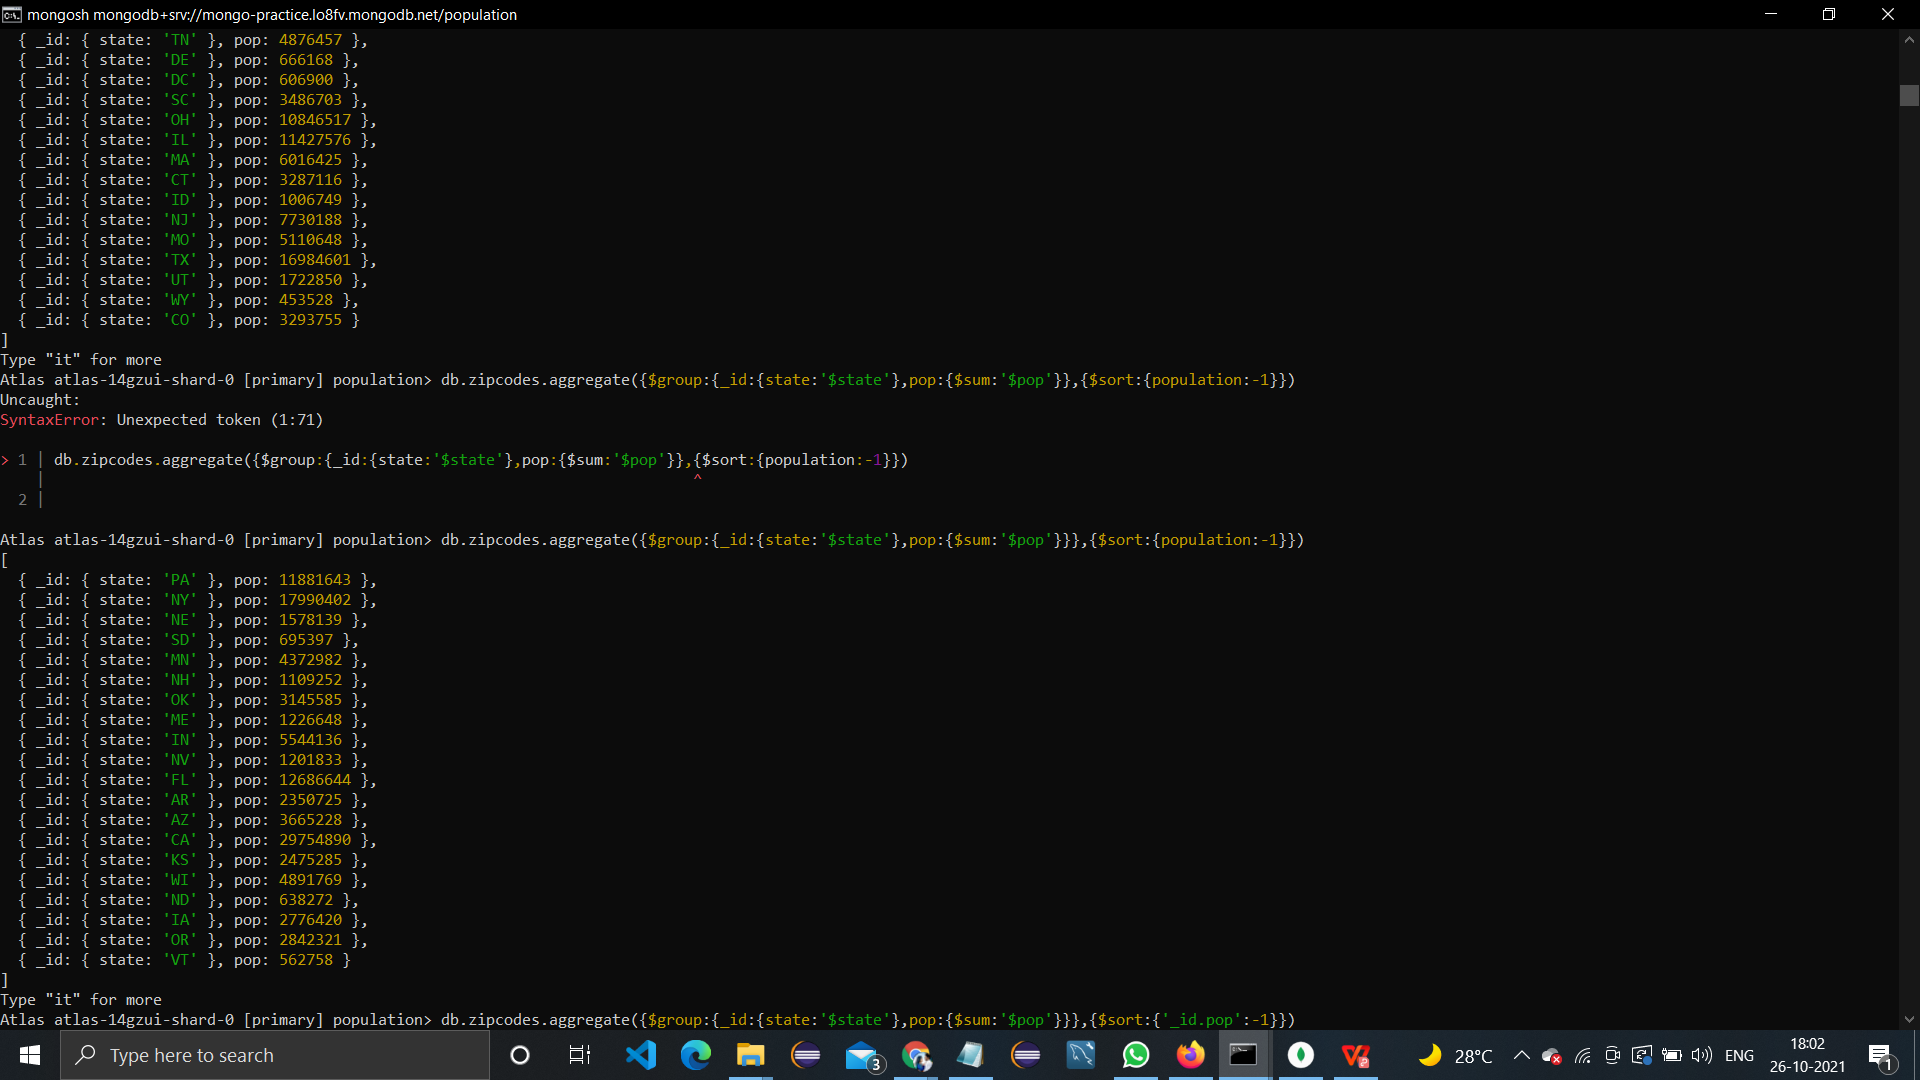 mongosh mongodb+srv://mongo-practice.lo8fv.mongodb.net/population
  { _id: { state: 'TN' }, pop: 4876457 },
  { _id: { state: 'DE' }, pop: 666168 },
  { _id: { state: 'DC' }, pop: 606900 },
  { _id: { state: 'SC' }, pop: 3486703 },
  { _id: { state: 'OH' }, pop: 10846517 },
  { _id: { state: 'IL' }, pop: 11427576 },
  { _id: { state: 'MA' }, pop: 6016425 },
  { _id: { state: 'CT' }, pop: 3287116 },
  { _id: { state: 'ID' }, pop: 1006749 },
  { _id: { state: 'NJ' }, pop: 7730188 },
  { _id: { state: 'MO' }, pop: 5110648 },
  { _id: { state: 'TX' }, pop: 16984601 },
  { _id: { state: 'UT' }, pop: 1722850 },
  { _id: { state: 'WY' }, pop: 453528 },
  { _id: { state: 'CO' }, pop: 3293755 }
]
Type "it" for more
Atlas atlas-14gzui-shard-0 [primary] population> db.zipcodes.aggregate({$group:{_id:{state:'$state'},pop:{$sum:'$pop'}},{$sort:{population:-1}})
Uncaught:
SyntaxError: Unexpected token (1:71)
> 1 | db.zipcodes.aggregate({$group:{_id:{state:'$state'},pop:{$sum:'$pop'}},{$sort:{population:-1}})
    |                                                                        ^
  2 |
Atlas atlas-14gzui-shard-0 [primary] population> db.zipcodes.aggregate({$group:{_id:{state:'$state'},pop:{$sum:'$pop'}}},{$sort:{population:-1}})
[
  { _id: { state: 'PA' }, pop: 11881643 },
  { _id: { state: 'NY' }, pop: 17990402 },
  { _id: { state: 'NE' }, pop: 1578139 },
  { _id: { state: 'SD' }, pop: 695397 },
  { _id: { state: 'MN' }, pop: 4372982 },
  { _id: { state: 'NH' }, pop: 1109252 },
  { _id: { state: 'OK' }, pop: 3145585 },
  { _id: { state: 'ME' }, pop: 1226648 },
  { _id: { state: 'IN' }, pop: 5544136 },
  { _id: { state: 'NV' }, pop: 1201833 },
  { _id: { state: 'FL' }, pop: 12686644 },
  { _id: { state: 'AR' }, pop: 2350725 },
  { _id: { state: 'AZ' }, pop: 3665228 },
  { _id: { state: 'CA' }, pop: 29754890 },
  { _id: { state: 'KS' }, pop: 2475285 },
  { _id: { state: 'WI' }, pop: 4891769 },
  { _id: { state: 'ND' }, pop: 638272 },
  { _id: { state: 'IA' }, pop: 2776420 },
  { _id: { state: 'OR' }, pop: 2842321 },
  { _id: { state: 'VT' }, pop: 562758 }
]
Type "it" for more
Atlas atlas-14gzui-shard-0 [primary] population> db.zipcodes.aggregate({$group:{_id:{state:'$state'},pop:{$sum:'$pop'}}},{$sort:{'_id.pop':-1}})
Type here to search
3
28°C
ENG
18:02
26-10-2021
1